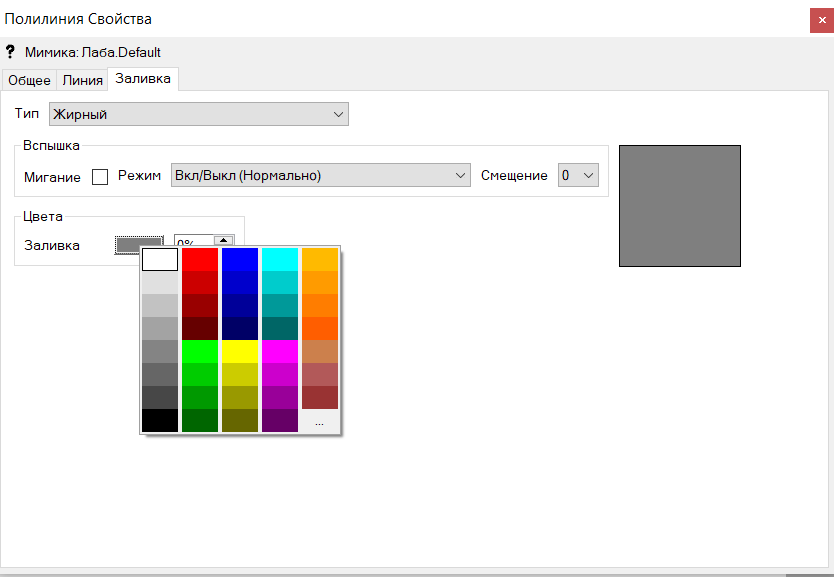 Полилиния Свойства
? Мимика: Лаба.Default
Общее Линия Заливка
Тип Жирный
Вспышка
Мигание Режим Вкл/Выкл (Нормально) Смещение 0
Цвета
Заливка 0%
...